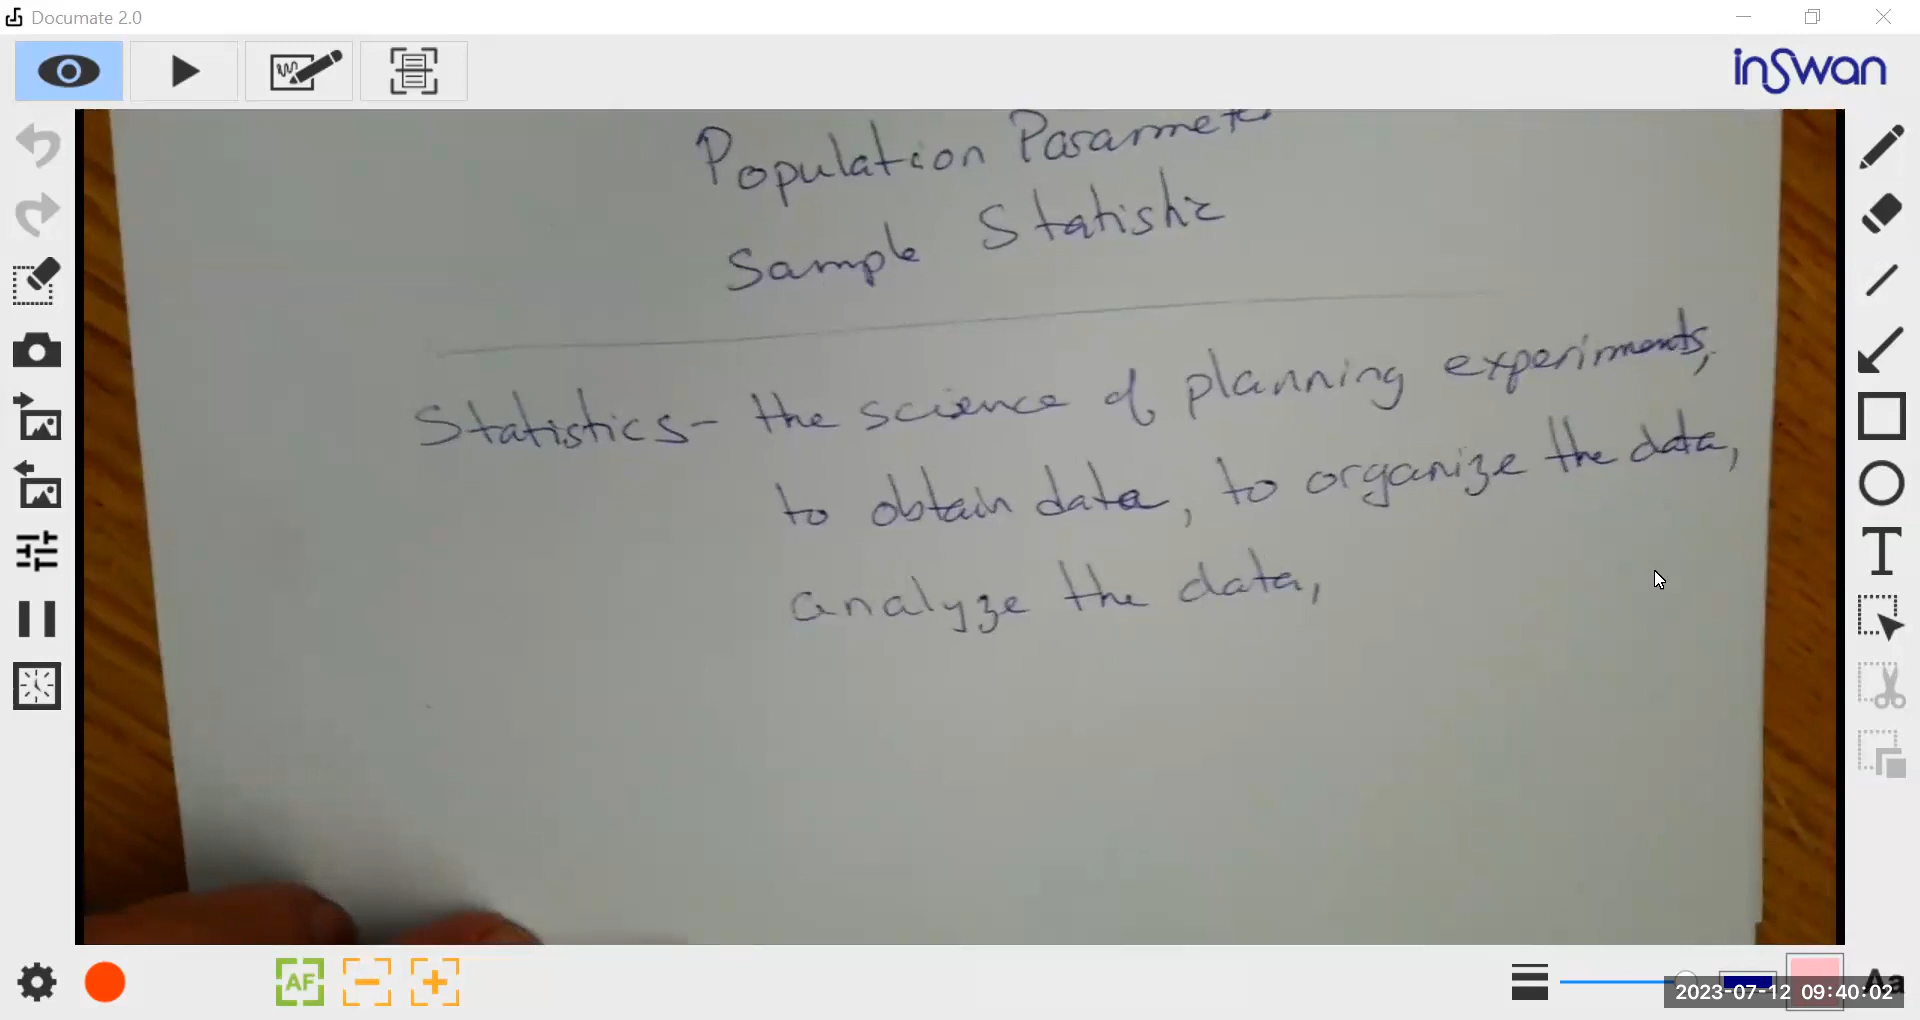 Documate 2.0
inSwan
Population Parameter
Sample Statistic
Statistics- the science of planning experiments,
to obtain data, to organize the data,
analyze the data,
T
AF
Aa
2023-07-12 09:40:02